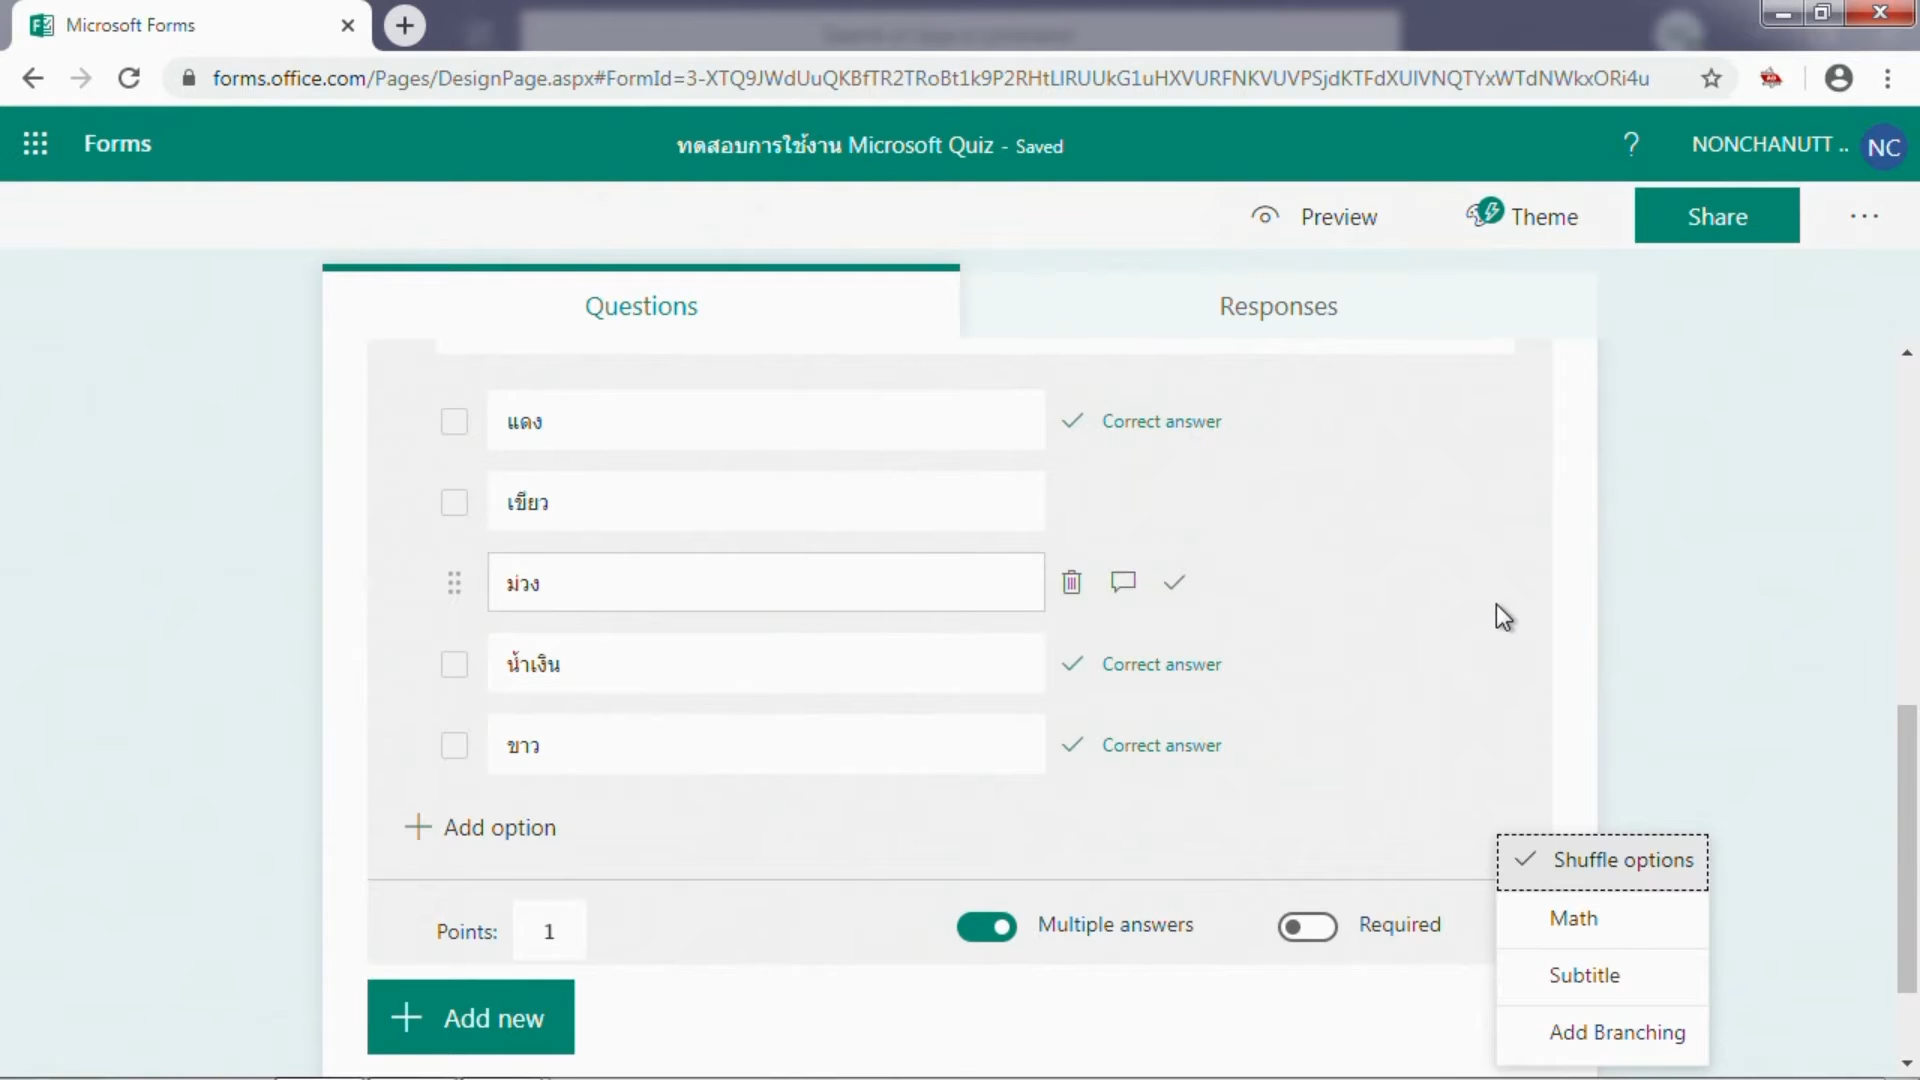 Microsoft Forms
forms.office.com/Pages/DesignPage.aspx#FormId=3-XTQ9JWdUuQKBfTR2TRoBt1k9P2RHtLlRUUkG1uHXVURFNKVUVPSjdKTFdXUlVNQTYxWTdNWkxORi4u
Forms
ทดสอบการใช้งาน Microsoft Quiz - Saved
?
NONCHANUTT ..
NC
Preview
Theme
Share
Questions
Responses
แดง
Correct answer
เขียว
ม่วง
น้ำเงิน
Correct answer
ขาว
Correct answer
Add option
Shuffle options
Points: 1
Multiple answers
Required
Math
Subtitle
Add new
Add Branching